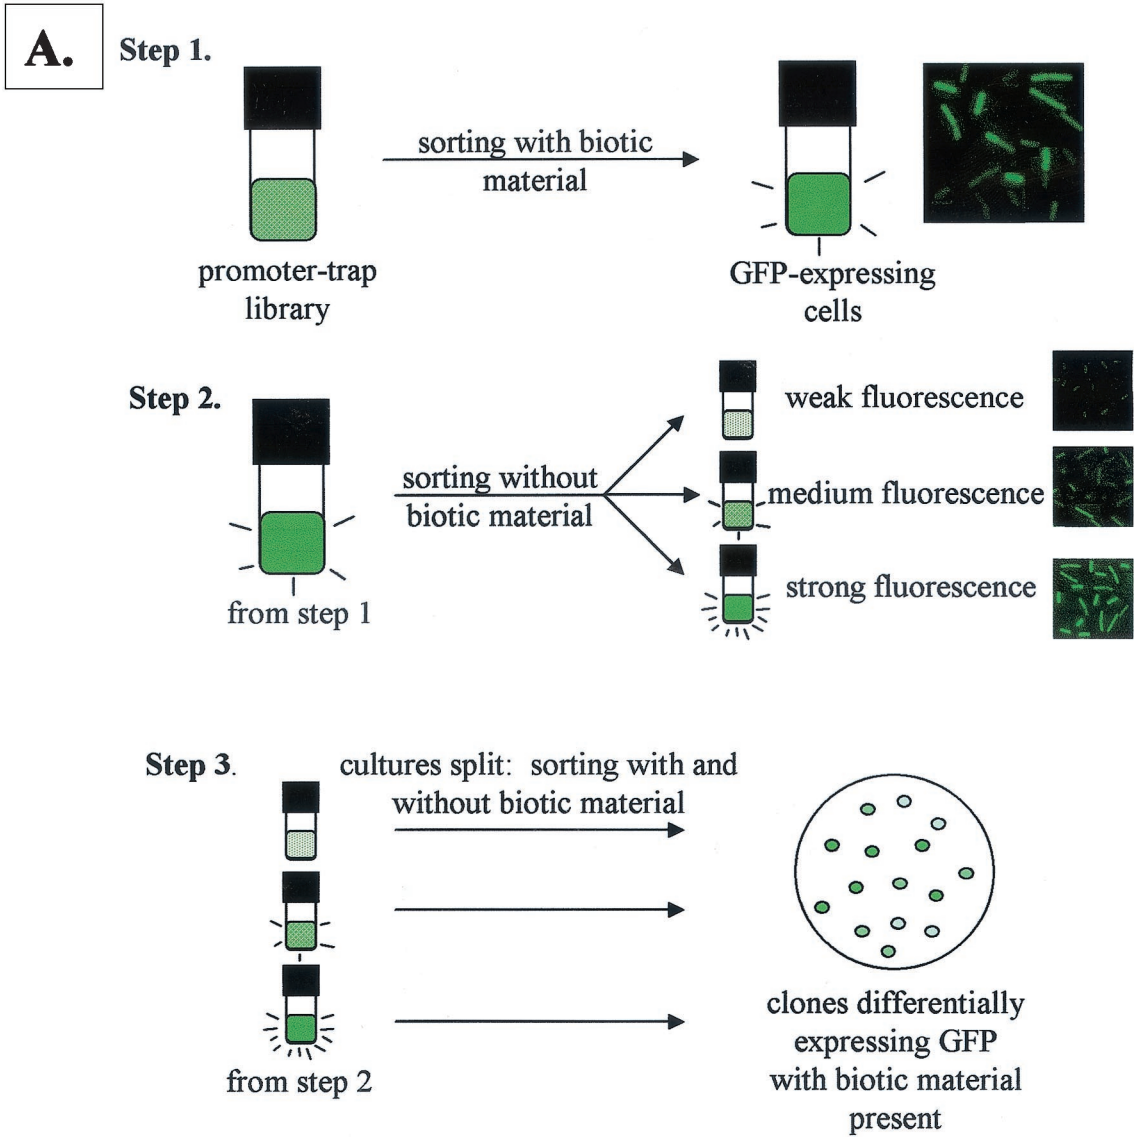 A.
Step 1.
sorting with biotic
material
promoter-trap
library
GFP-expressing
cells
Step 2.
sorting without
biotic material
from step 1
weak fluorescence
medium fluorescence
strong fluorescence
Step 3.
cultures split: sorting with and
without biotic material
from step 2
clones differentially
expressing GFP
with biotic material
present